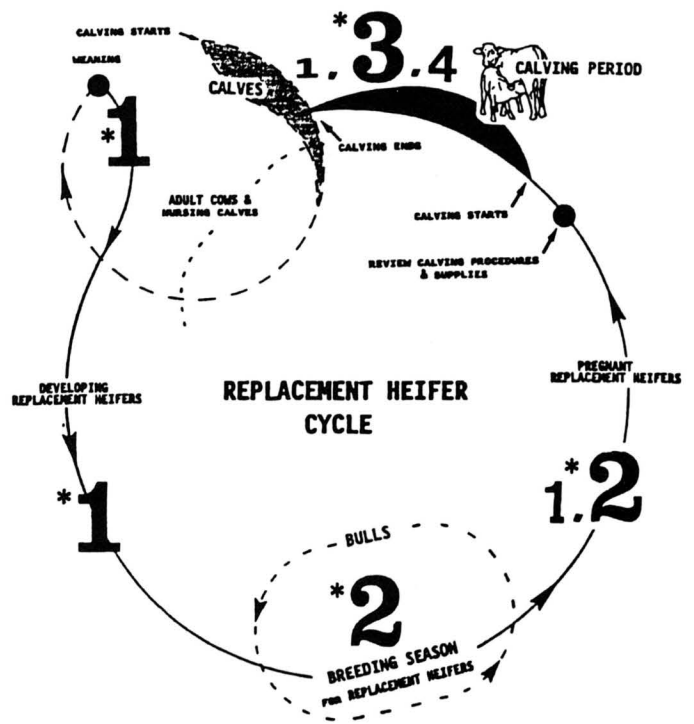 CALVING STARTS
WEANING
*1
CALVES
1, *3, 4
CALVING PERIOD
CALVING ENDS
ADULT COWS &
NURSING CALVES
CALVING STARTS
REVIEW CALVING PROCEDURES
& SUPPLIES
DEVELOPING
REPLACEMENT HEIFERS
REPLACEMENT HEIFER
CYCLE
PREGNANT
REPLACEMENT HEIFERS
*1
1, *2
BULLS
*2
BREEDING SEASON
FOR REPLACEMENT HEIFERS